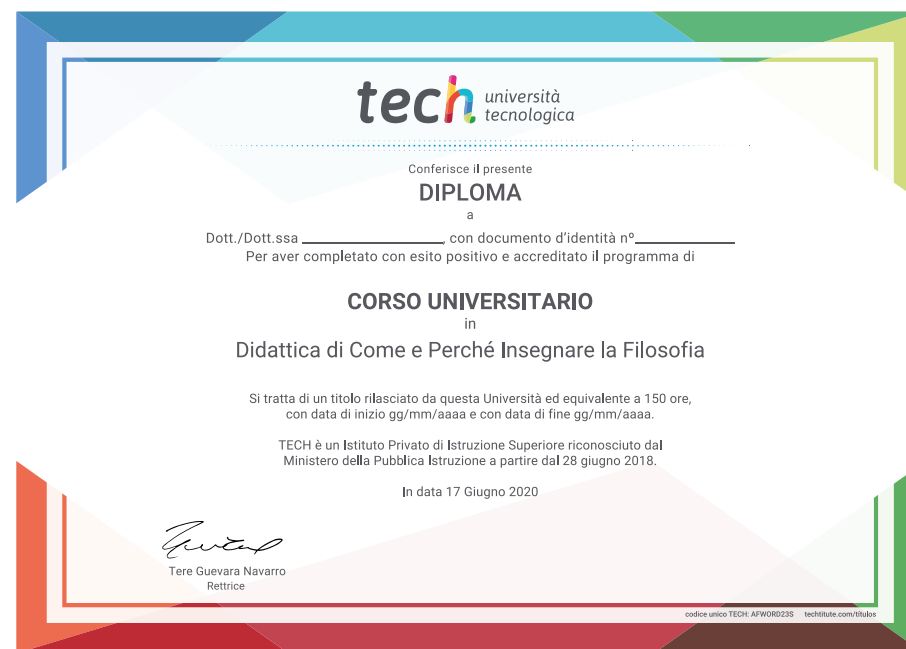 tech università
tecnologica
Conferisce il presente
DIPLOMA
a
Dott./Dott.ssa ____________________, con documento d'identità nº______________
Per aver completato con esito positivo e accreditato il programma di
CORSO UNIVERSITARIO
in
Didattica di Come e Perché Insegnare la Filosofia
Si tratta di un titolo rilasciato da questa Università ed equivalente a 150 ore,
con data di inizio gg/mm/aaaa e con data di fine gg/mm/aaaa.
TECH è un Istituto Privato di Istruzione Superiore riconosciuto dal
Ministero della Pubblica Istruzione a partire dal 28 giugno 2018.
In data 17 Giugno 2020
Tere Guevara Navarro
Rettrice
codice unico TECH: AFWORD23S techtitute.com/titulos